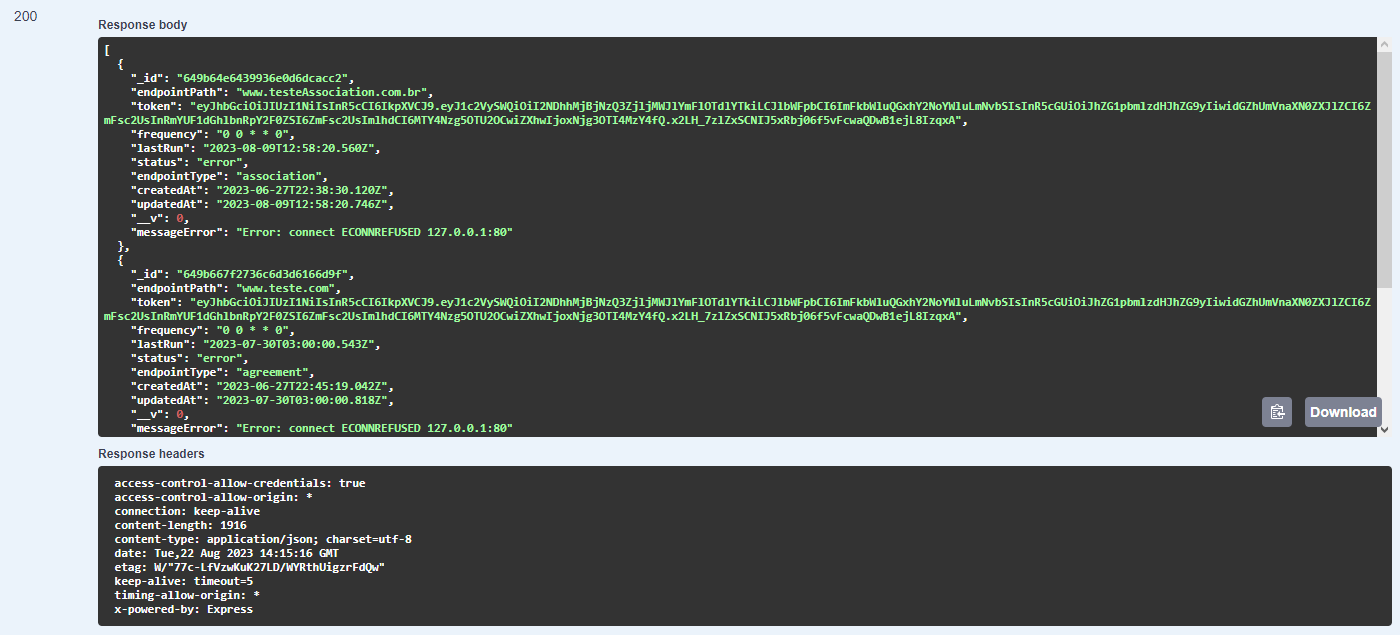 200
Response body
[
{
"_id": "649b64e6439936e0d6dcacc2",
"endpointPath": "www.testeAssociation.com.br",
"token": "eyJhbGciOiJIUzI1NiIsInR5cCI6IkpXVCJ9.eyJ1c2VySWQiOiI2NDhhMjBjNzQ3ZjljMWJlYmFlOTdlYTkiLCJlbWFpbCI6ImFkbWluQGxhY2NoYWluLmNvbSIsInR5cGUiOiJhZG1pbmlzdHJhZG9yIiwidGZhUmVnaXN0ZXJlZCI6Z
mFsc2UsInRmYUF1dGhlbnRpY2F0ZSI6ZmFsc2UsImlhdCI6MTY4Nzg5OTU2OCwiZXhwIjoxNjg3OTI4MzY4fQ.x2LH_7zlZxSCNIJ5xRbj06f5vFcwaQDwB1ejL8IzqxA",
"frequency": "0 0 * * 0",
"lastRun": "2023-08-09T12:58:20.560Z",
"status": "error",
"endpointType": "association",
"createdAt": "2023-06-27T22:38:30.120Z",
"updatedAt": "2023-08-09T12:58:20.746Z",
"__v": 0,
"messageError": "Error: connect ECONNREFUSED 127.0.0.1:80"
},
{
"_id": "649b667f2736c6d3d6166d9f",
"endpointPath": "www.teste.com",
"token": "eyJhbGciOiJIUzI1NiIsInR5cCI6IkpXVCJ9.eyJ1c2VySWQiOiI2NDhhMjBjNzQ3ZjljMWJlYmFlOTdlYTkiLCJlbWFpbCI6ImFkbWluQGxhY2NoYWluLmNvbSIsInR5cGUiOiJhZG1pbmlzdHJhZG9yIiwidGZhUmVnaXN0ZXJlZCI6Z
mFsc2UsInRmYUF1dGhlbnRpY2F0ZSI6ZmFsc2UsImlhdCI6MTY4Nzg5OTU2OCwiZXhwIjoxNjg3OTI4MzY4fQ.x2LH_7zlZxSCNIJ5xRbj06f5vFcwaQDwB1ejL8IzqxA",
"frequency": "0 0 * * 0",
"lastRun": "2023-07-30T03:00:00.543Z",
"status": "error",
"endpointType": "agreement",
"createdAt": "2023-06-27T22:45:19.042Z",
"updatedAt": "2023-07-30T03:00:00.818Z",
"__v": 0,
"messageError": "Error: connect ECONNREFUSED 127.0.0.1:80"
Download
Response headers
access-control-allow-credentials: true
access-control-allow-origin: *
connection: keep-alive
content-length: 1916
content-type: application/json; charset=utf-8
date: Tue,22 Aug 2023 14:15:16 GMT
etag: W/"77c-LfVzwKuK27LD/WYRthUigzrFdQw"
keep-alive: timeout=5
timing-allow-origin: *
x-powered-by: Express